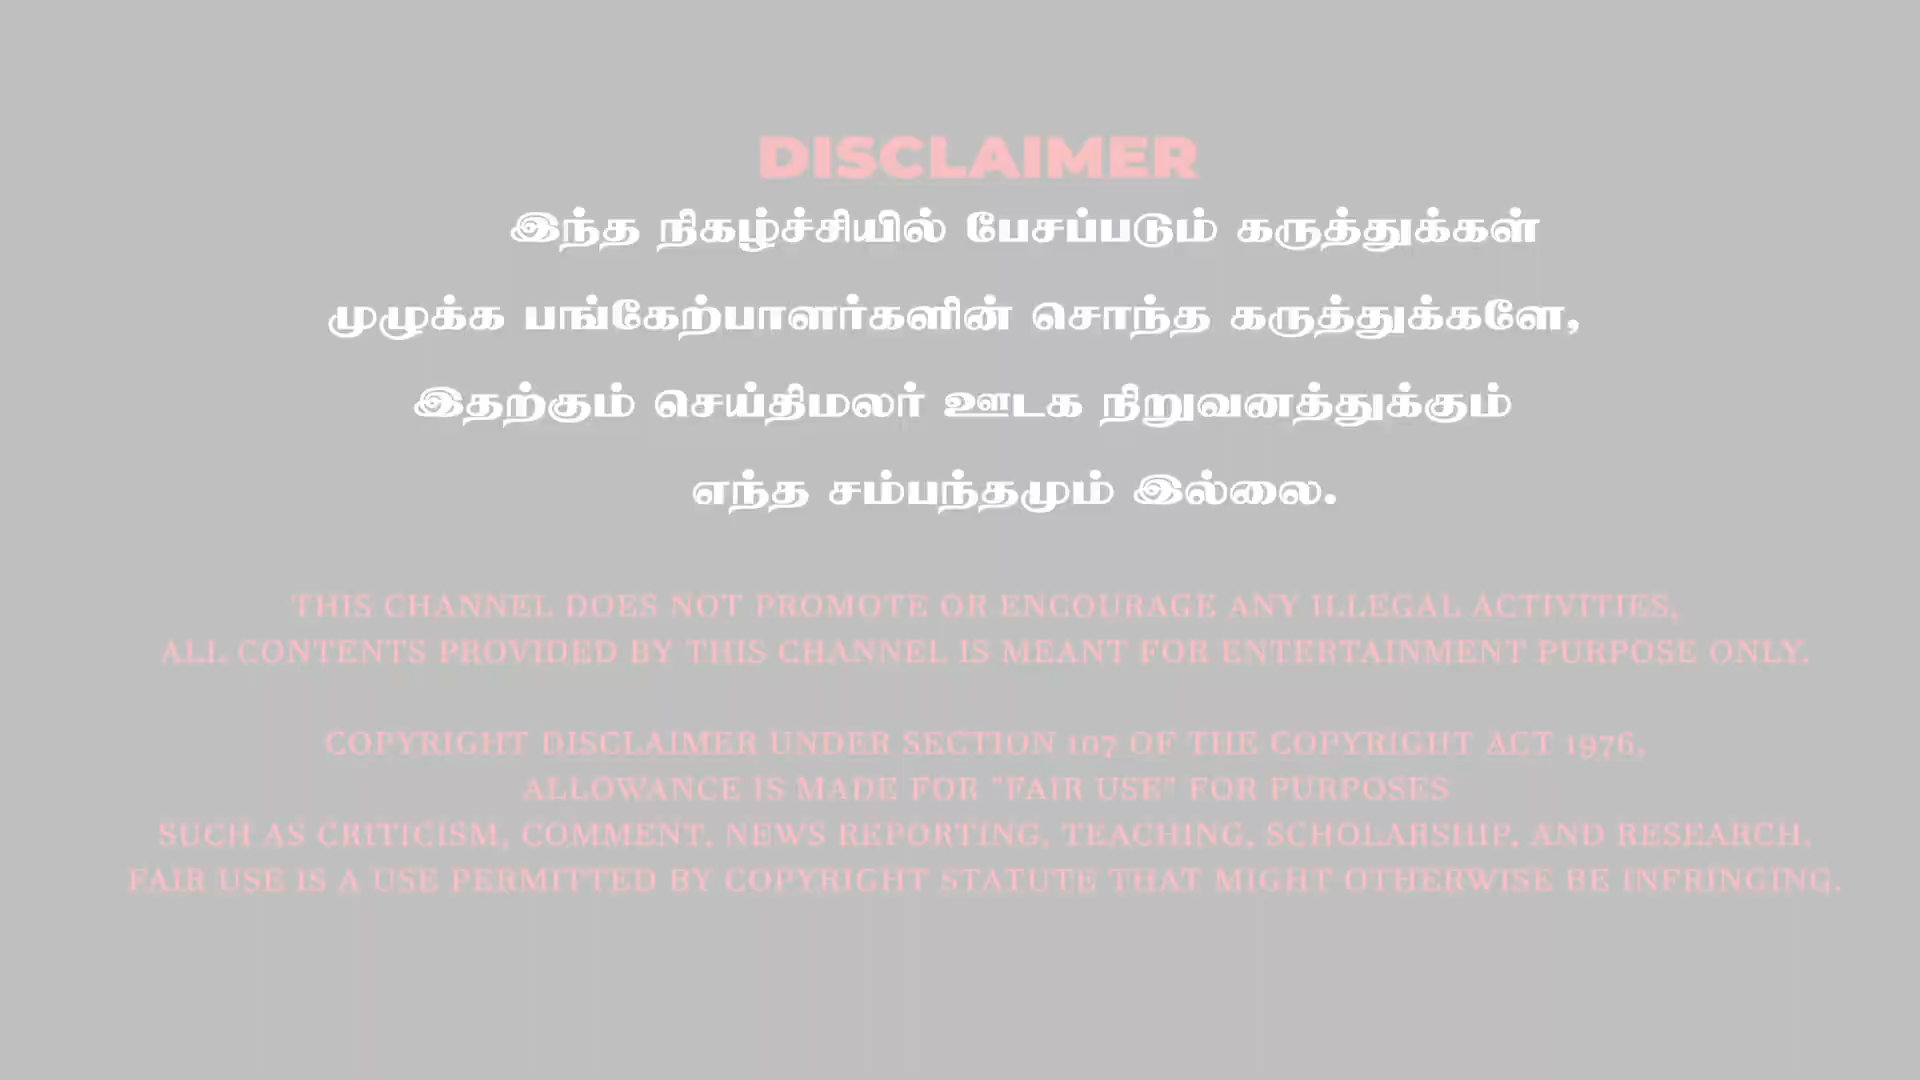 DISCLAIMER
இந்த நிகழ்ச்சியில் பேசப்படும் கருத்துக்கள்
முழுக்க பங்கேற்பாளர்களின் சொந்த கருத்துக்களே,
இதற்கும் செய்திமலர் ஊடக நிறுவனத்துக்கும்
எந்த சம்பந்தமும் இல்லை.
THIS CHANNEL DOES NOT PROMOTE OR ENCOURAGE ANY ILLEGAL ACTIVITIES,
ALL CONTENTS PROVIDED BY THIS CHANNEL IS MEANT FOR ENTERTAINMENT PURPOSE ONLY.
COPYRIGHT DISCLAIMER UNDER SECTION 107 OF THE COPYRIGHT ACT 1976,
ALLOWANCE IS MADE FOR "FAIR USE" FOR PURPOSES
SUCH AS CRITICISM, COMMENT, NEWS REPORTING, TEACHING, SCHOLARSHIP, AND RESEARCH.
FAIR USE IS A USE PERMITTED BY COPYRIGHT STATUTE THAT MIGHT OTHERWISE BE INFRINGING.